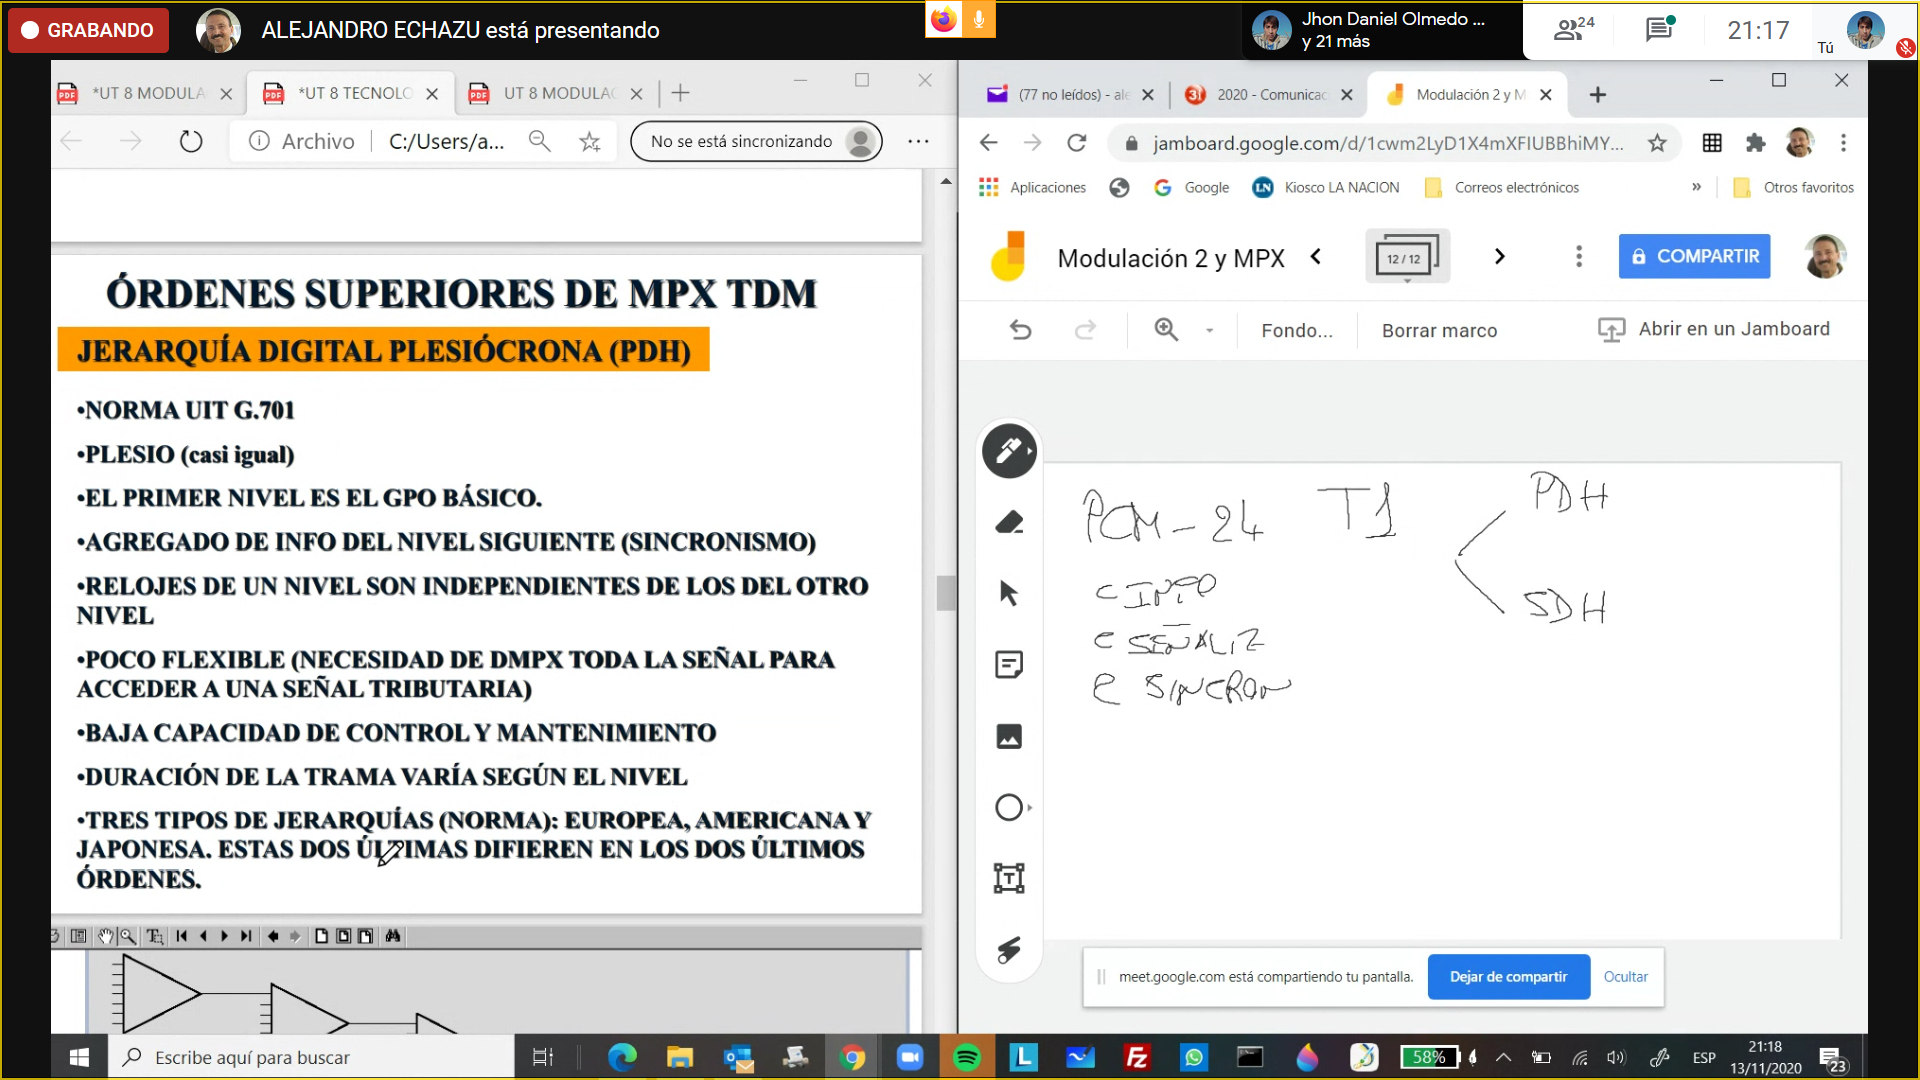 GRABANDO
ALEJANDRO ECHAZU está presentando
Jhon Daniel Olmedo ...
y 21 más
24
21:17
Tú
*UT 8 MODULA
*UT 8 TECNOLO
UT 8 MODULAC
Archivo
C:/Users/a...
No se está sincronizando
ÓRDENES SUPERIORES DE MPX TDM
JERARQUÍA DIGITAL PLESIÓCRONA (PDH)
•NORMA UIT G.701
•PLESIO (casi igual)
•EL PRIMER NIVEL ES EL GPO BÁSICO.
•AGREGADO DE INFO DEL NIVEL SIGUIENTE (SINCRONISMO)
•RELOJES DE UN NIVEL SON INDEPENDIENTES DE LOS DEL OTRO
NIVEL
•POCO FLEXIBLE (NECESIDAD DE DMPX TODA LA SEÑAL PARA
ACCEDER A UNA SEÑAL TRIBUTARIA)
•BAJA CAPACIDAD DE CONTROL Y MANTENIMIENTO
•DURACIÓN DE LA TRAMA VARÍA SEGÚN EL NIVEL
•TRES TIPOS DE JERARQUÍAS (NORMA): EUROPEA, AMERICANA Y
JAPONESA. ESTAS DOS ÚLTIMAS DIFIEREN EN LOS DOS ÚLTIMOS
ÓRDENES.
(77 no leídos) - ale
2020 - Comunicac
Modulación 2 y M
jamboard.google.com/d/1cwm2LyD1X4mXFIUBBhiMY...
Aplicaciones
Google
LN
Kiosco LA NACION
Correos electrónicos
»
Otros favoritos
Modulación 2 y MPX
12 / 12
COMPARTIR
Fondo...
Borrar marco
Abrir en un Jamboard
PCM - 24 T1
PDH
SDH
C INFO
C SEÑALIZ
C SINCRON
meet.google.com está compartiendo tu pantalla.
Dejar de compartir
Ocultar
Escribe aquí para buscar
58%
ESP
21:18
13/11/2020
23